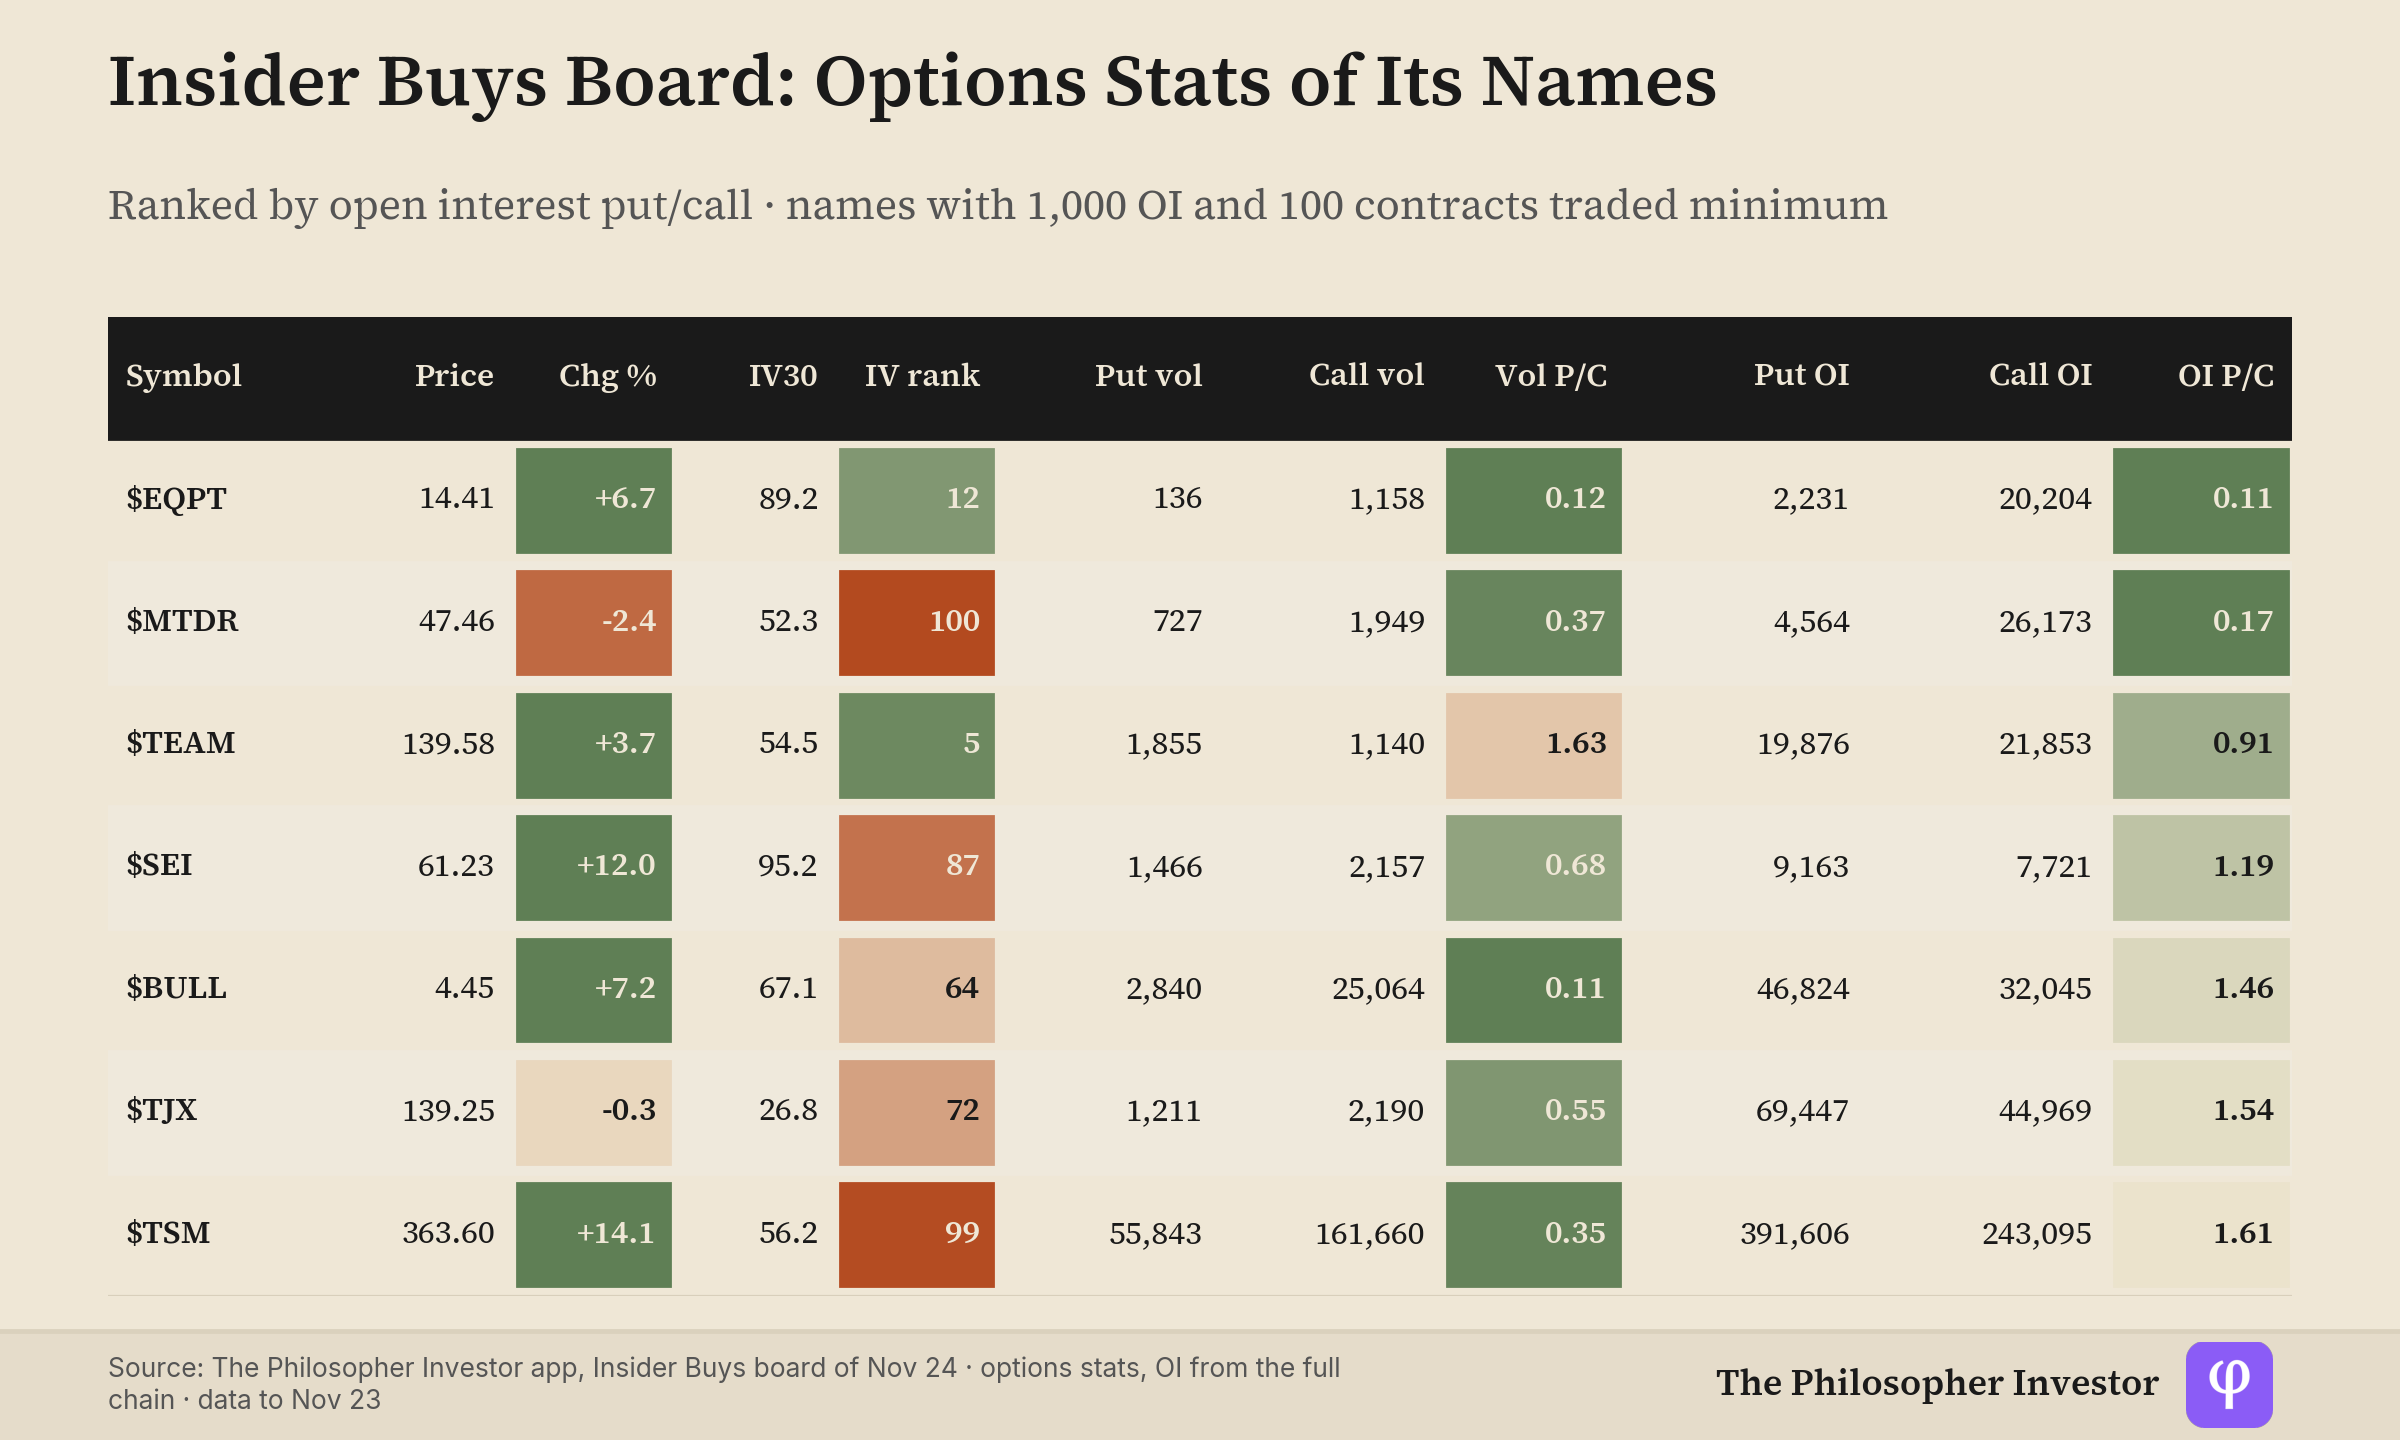 Insider Buys Board: Options Stats of Its Names
Ranked by open interest put/call · names with 1,000 OI and 100 contracts traded minimum
Symbol Price Chg % IV30 IV rank Put vol Call vol Vol P/C Put OI Call OI OI P/C
$EQPT 14.41 +6.7 89.2 12 136 1,158 0.12 2,231 20,204 0.11
$MTDR 47.46 -2.4 52.3 100 727 1,949 0.37 4,564 26,173 0.17
$TEAM 139.58 +3.7 54.5 5 1,855 1,140 1.63 19,876 21,853 0.91
$SEI 61.23 +12.0 95.2 87 1,466 2,157 0.68 9,163 7,721 1.19
$BULL 4.45 +7.2 67.1 64 2,840 25,064 0.11 46,824 32,045 1.46
$TJX 139.25 -0.3 26.8 72 1,211 2,190 0.55 69,447 44,969 1.54
$TSM 363.60 +14.1 56.2 99 55,843 161,660 0.35 391,606 243,095 1.61
Source: The Philosopher Investor app, Insider Buys board of Nov 24 · options stats, OI from the full
chain · data to Nov 23
The Philosopher Investor φ